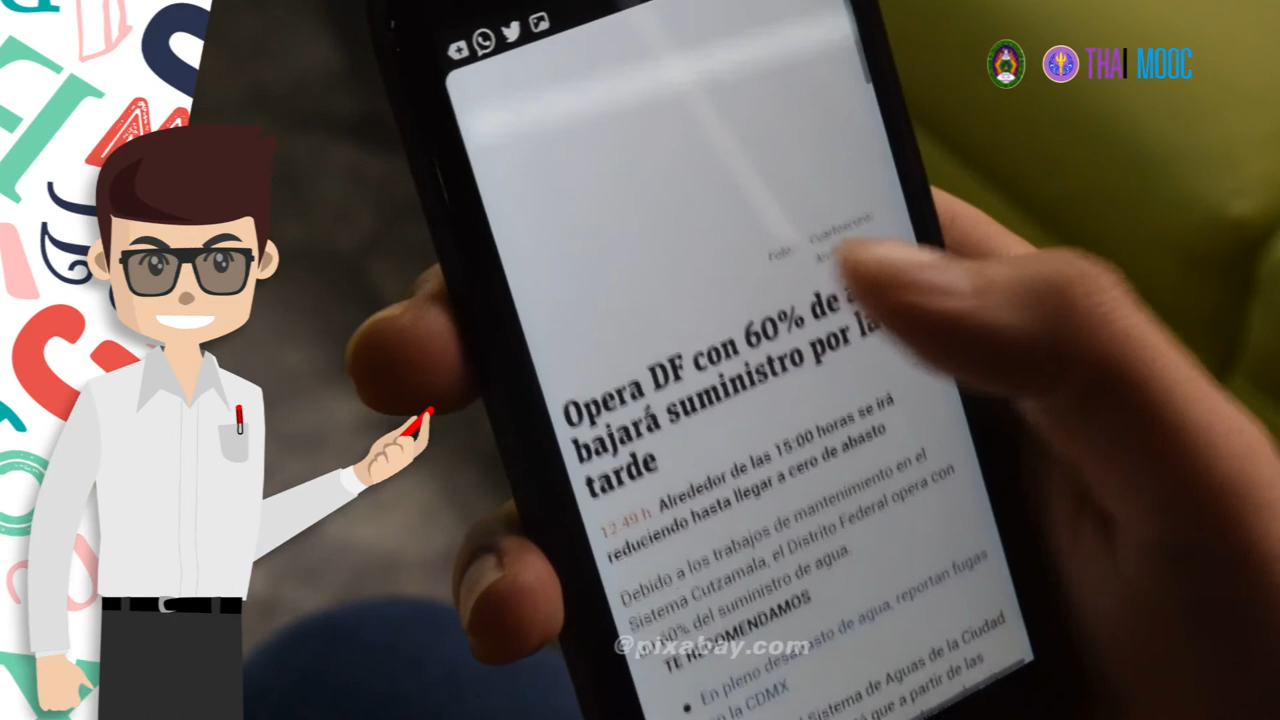 THAI MOOC
Opera DF con 60% de
bajará suministro por la
tarde
12:49 h. Alrededor de las 15:00 horas se irá
reduciendo hasta llegar a cero de abasto
Debido a los trabajos de mantenimiento en el
Sistema Cutzamala, el Distrito Federal opera con
60% del suministro de agua.
TE RECOMENDAMOS
@pixabay.com
En pleno desabasto de agua, reportan fugas
en la CDMX
Sistema de Aguas de la Ciudad
que a partir de las